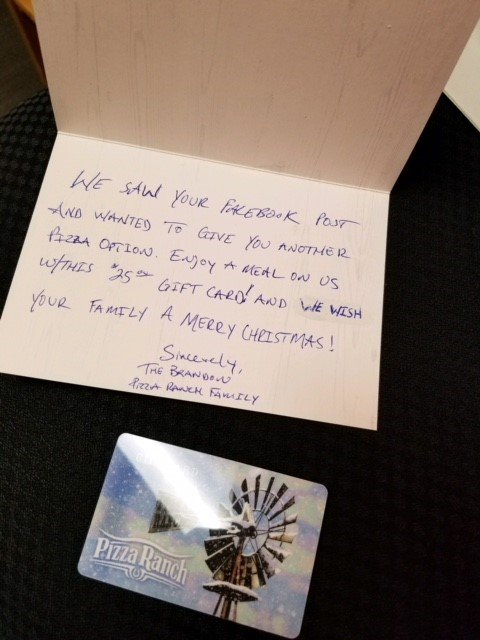 WE SAW YOUR FACEBOOK POST
AND WANTED TO GIVE YOU ANOTHER
PIZZA OPTION. ENJOY A MEAL ON US
W/THIS $25⁰⁰ GIFT CARD! AND WE WISH
YOUR FAMILY A MERRY CHRISTMAS!
Sincerely,
THE BRANDON
PIZZA RANCH FAMILY
Pizza Ranch